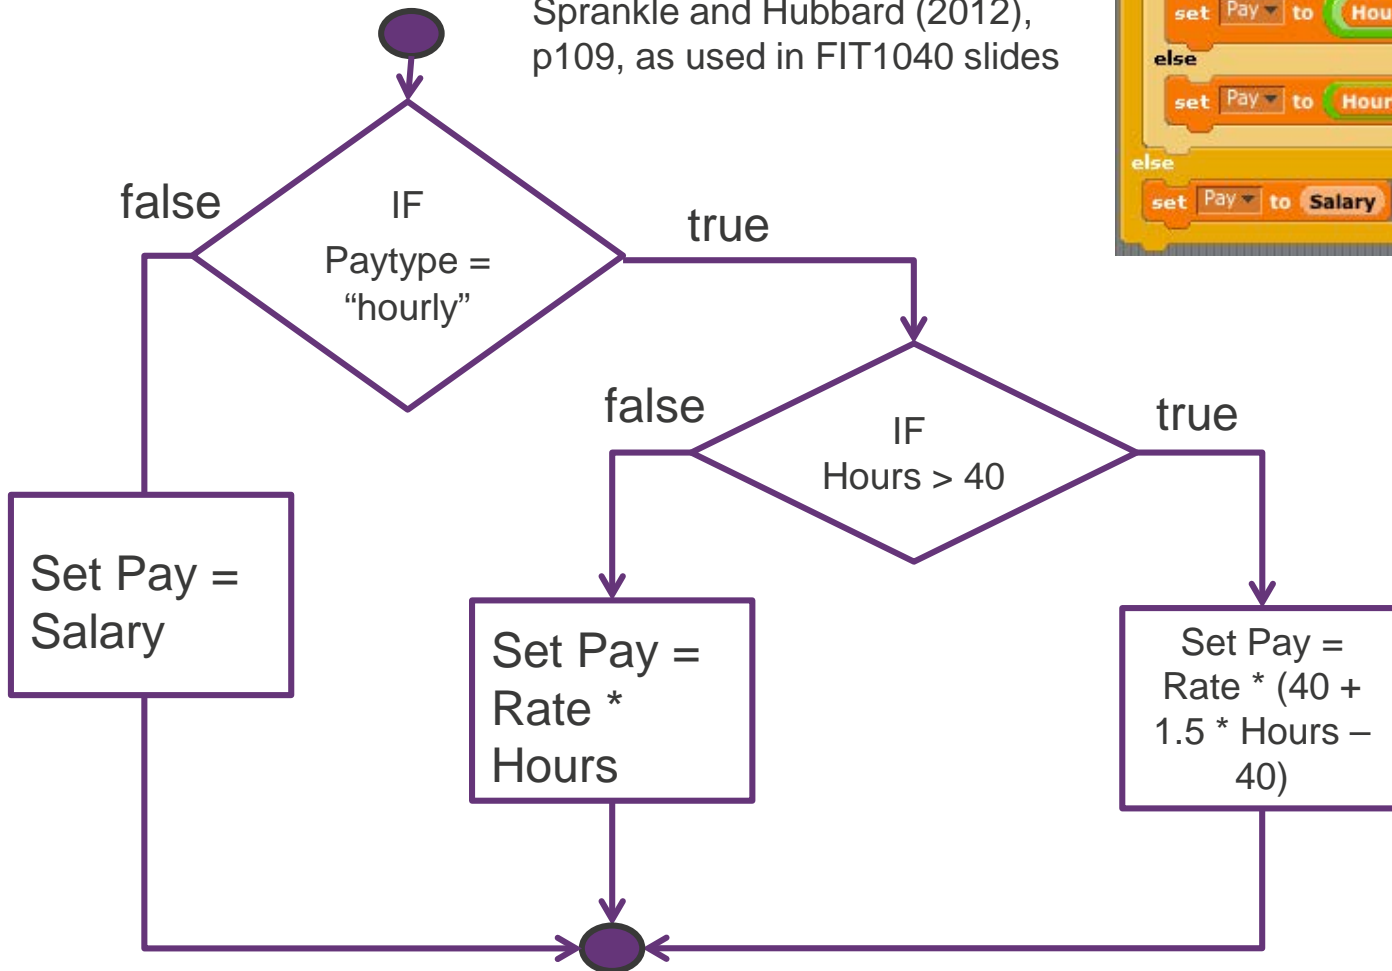 Sprankle and Hubbard (2012),
p109, as used in FIT1040 slides
set Pay to
else
set Pay to
else
set Pay to Salary
false
IF
Paytype =
“hourly”
true
false
IF
Hours > 40
true
Set Pay =
Salary
Set Pay =
Rate *
Hours
Set Pay =
Rate * (40 +
1.5 * Hours –
40)